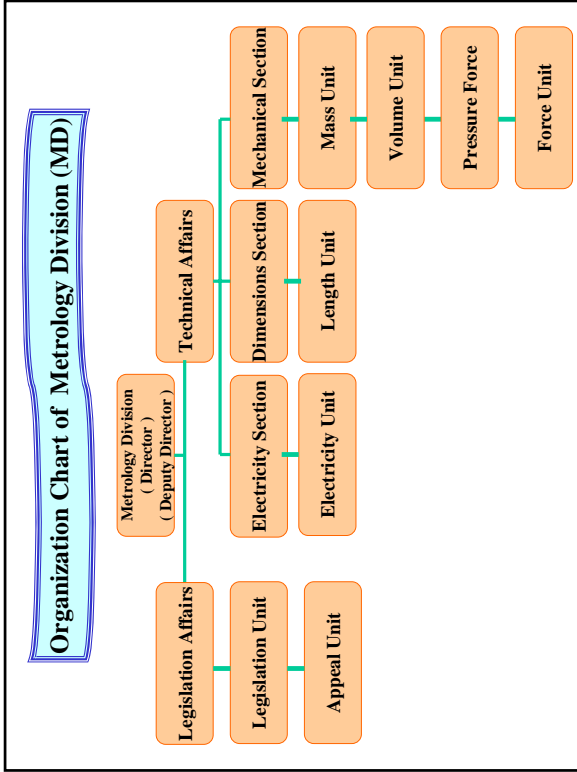 Organization Chart of Metrology Division (MD)
Metrology Division
( Director )
( Deputy Director )
Legislation Affairs
Technical Affairs
Legislation Unit
Electricity Section
Dimensions Section
Mechanical Section
Appeal Unit
Electricity Unit
Length Unit
Mass Unit
Volume Unit
Pressure Force
Force Unit